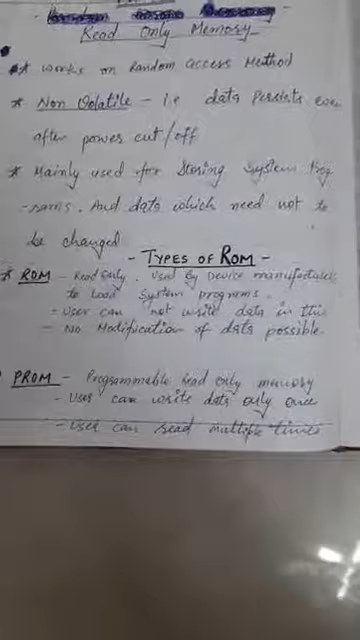 Read Only Memory
* Works on Random access Method
* Non Volatile - i.e data Persists even
after power cut/off
* Mainly used for Storing System Prog
-rams. And data which need not to
be changed
- TYPES OF ROM -
* ROM - Read only. Used by Device manufactures
to Load System programs.
- User can not write data in this
- No Modification of data possible
PROM - Programmable Read only memory
- User can write data only once
- User can read multiple times